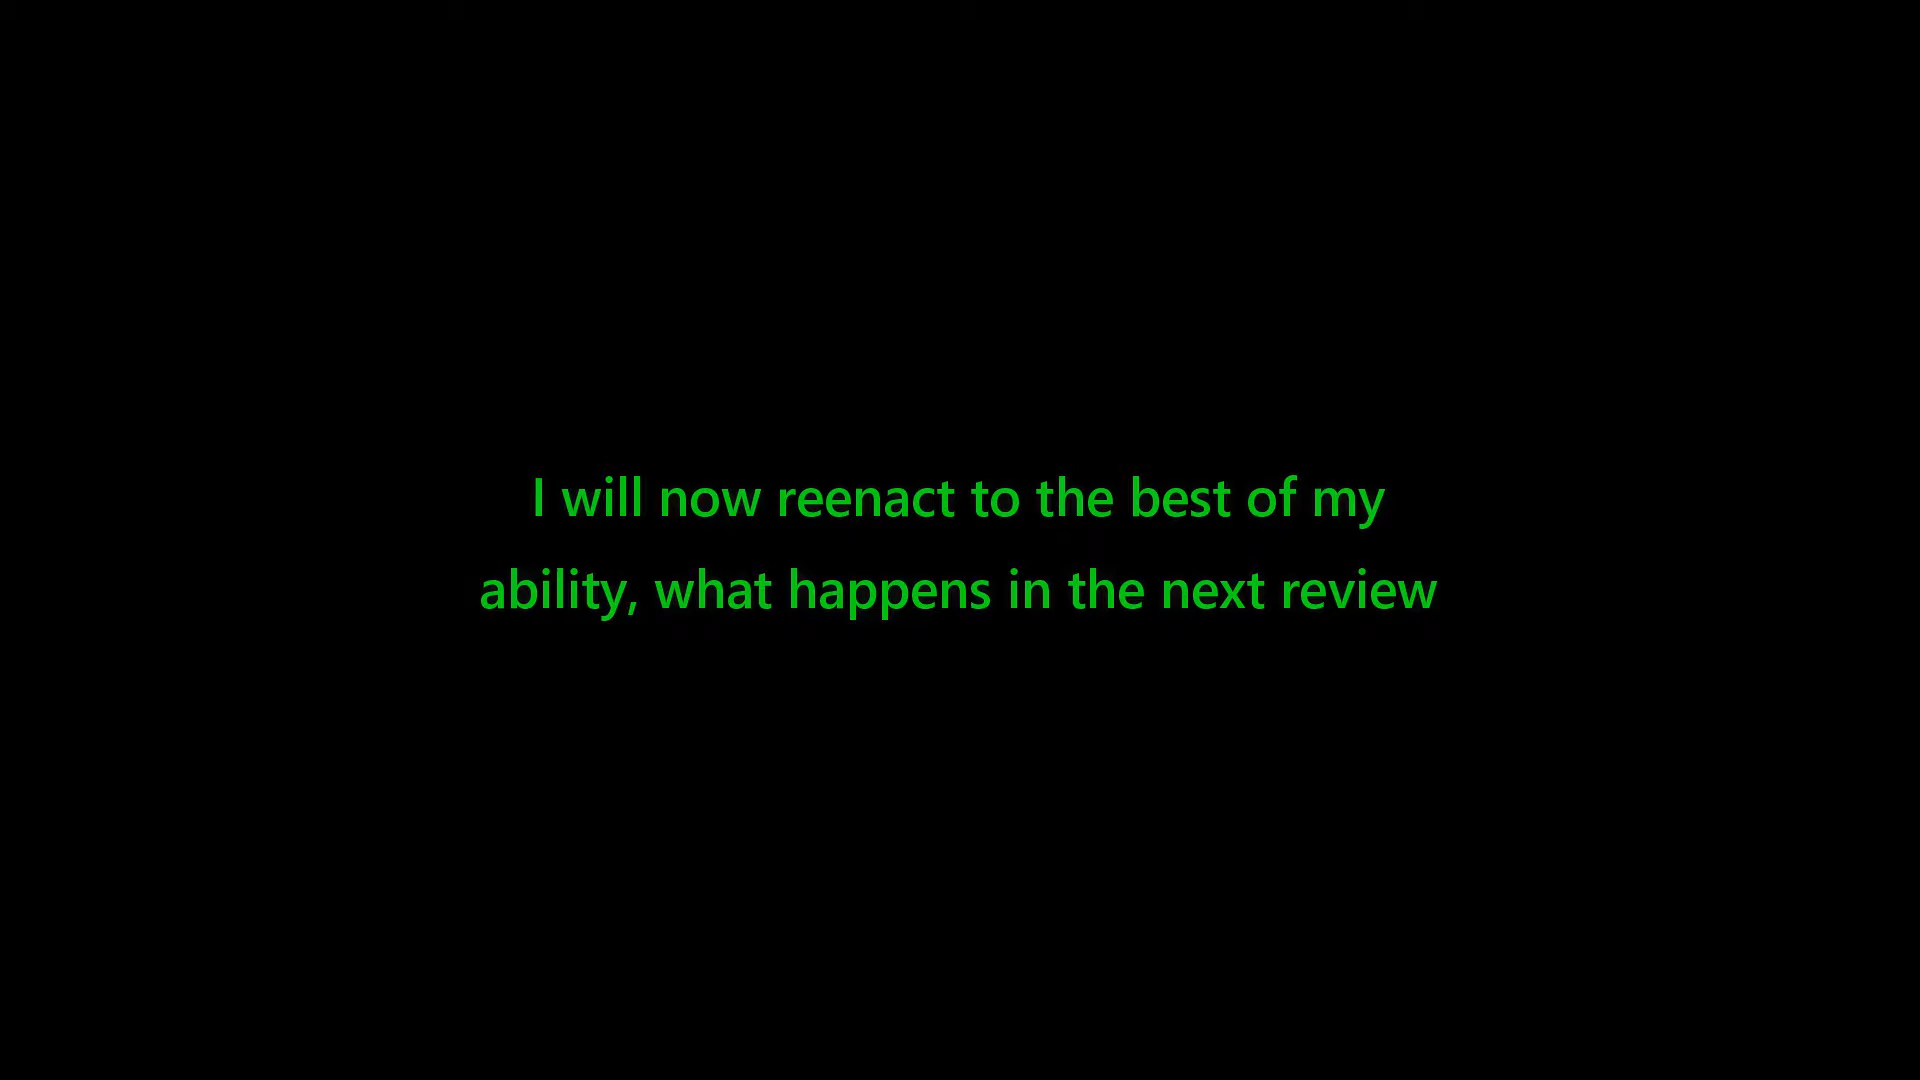 I will now reenact to the best of my
ability, what happens in the next review